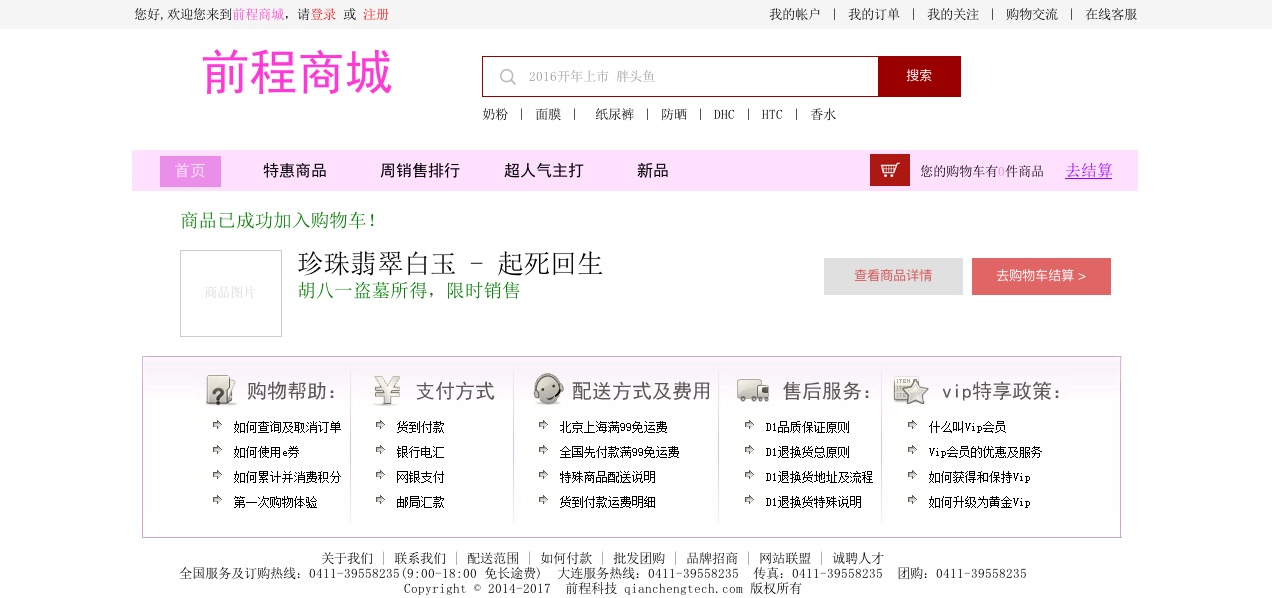 您好,欢迎您来到前程商城，请登录 或 注册
我的帐户 | 我的订单 | 我的关注 | 购物交流 | 在线客服
前程商城
2016开年上市 胖头鱼 搜索
奶粉 | 面膜 | 纸尿裤 | 防晒 | DHC | HTC | 香水
首页 特惠商品 周销售排行 超人气主打 新品 您的购物车有0件商品 去结算
商品已成功加入购物车！
商品图片
珍珠翡翠白玉 - 起死回生
胡八一盗墓所得，限时销售
查看商品详情 去购物车结算 >
购物帮助：
如何查询及取消订单
如何使用e券
如何累计并消费积分
第一次购物体验
支付方式
货到付款
银行电汇
网银支付
邮局汇款
配送方式及费用
北京上海满99免运费
全国先付款满99免运费
特殊商品配送说明
货到付款运费明细
售后服务：
D1品质保证原则
D1退换货总原则
D1退换货地址及流程
D1退换货特殊说明
vip特享政策：
什么叫Vip会员
Vip会员的优惠及服务
如何获得和保持Vip
如何升级为黄金Vip
关于我们 | 联系我们 | 配送范围 | 如何付款 | 批发团购 | 品牌招商 | 网站联盟 | 诚聘人才
全国服务及订购热线：0411-39558235(9:00-18:00 免长途费） 大连服务热线：0411-39558235 传真：0411-39558235 团购：0411-39558235
Copyright © 2014-2017 前程科技 qianchengtech.com 版权所有